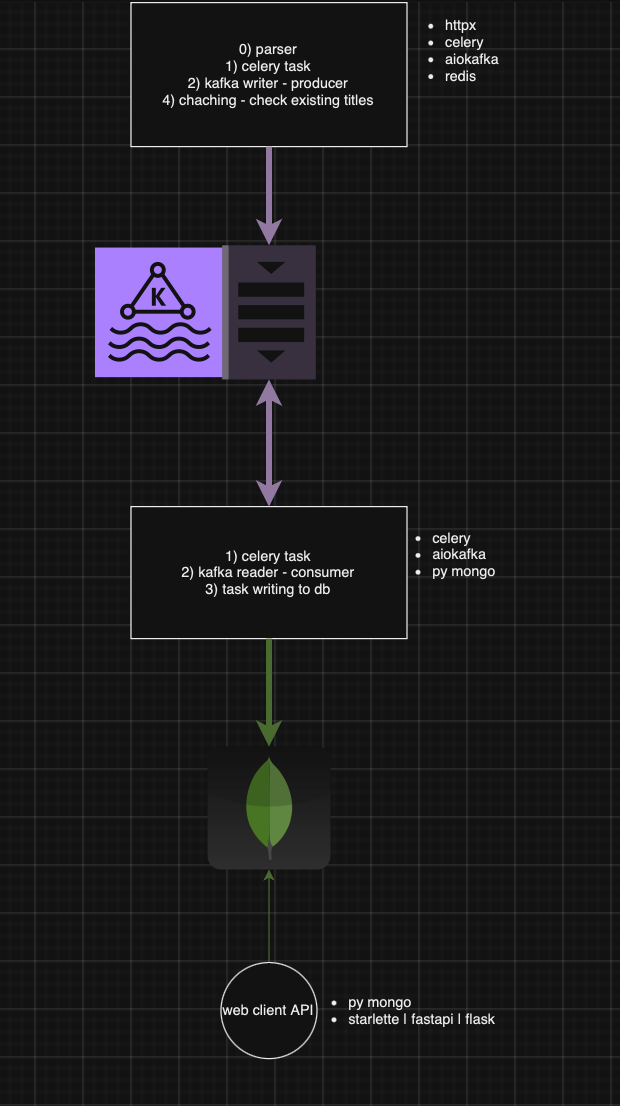 0) parser
1) celery task
2) kafka writer - producer
4) chaching - check existing titles
httpx
celery
aiokafka
redis
K
1) celery task
2) kafka reader - consumer
3) task writing to db
celery
aiokafka
py mongo
web client API
py mongo
starlette | fastapi | flask